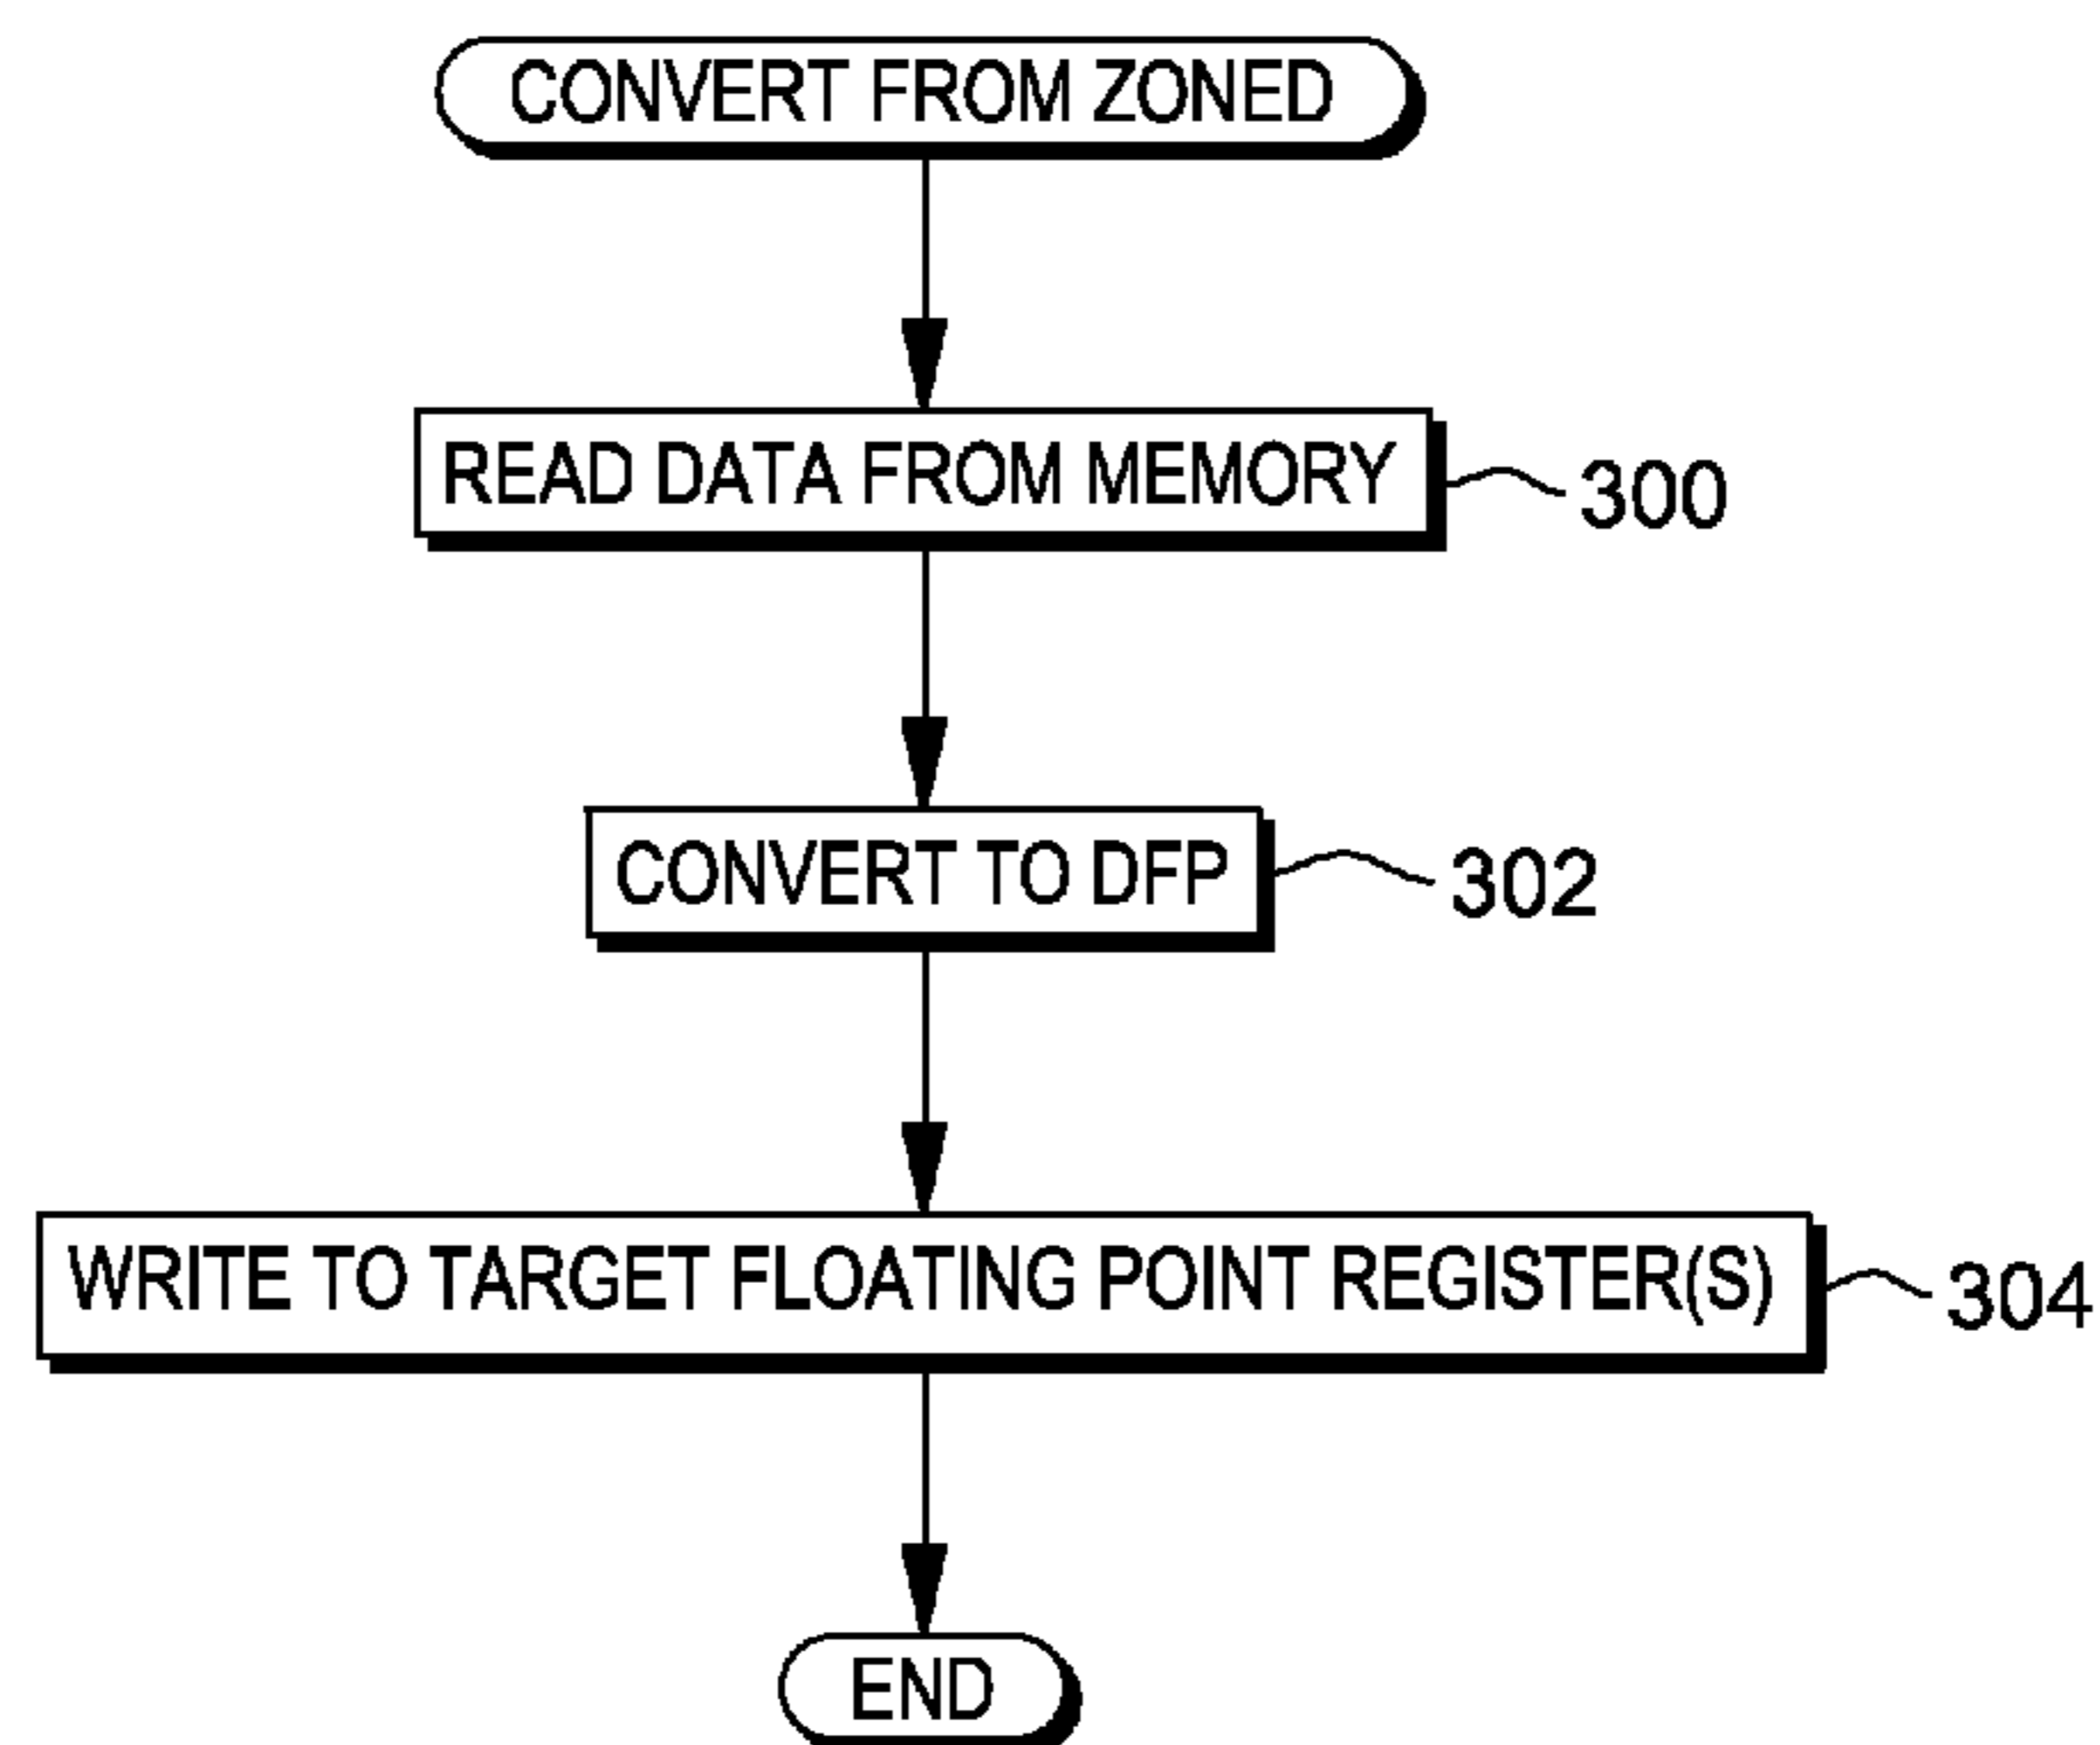 CONVERT FROM ZONED
READ DATA FROM MEMORY
300
CONVERT TO DFP
302
WRITE TO TARGET FLOATING POINT REGISTER(S)
304
END